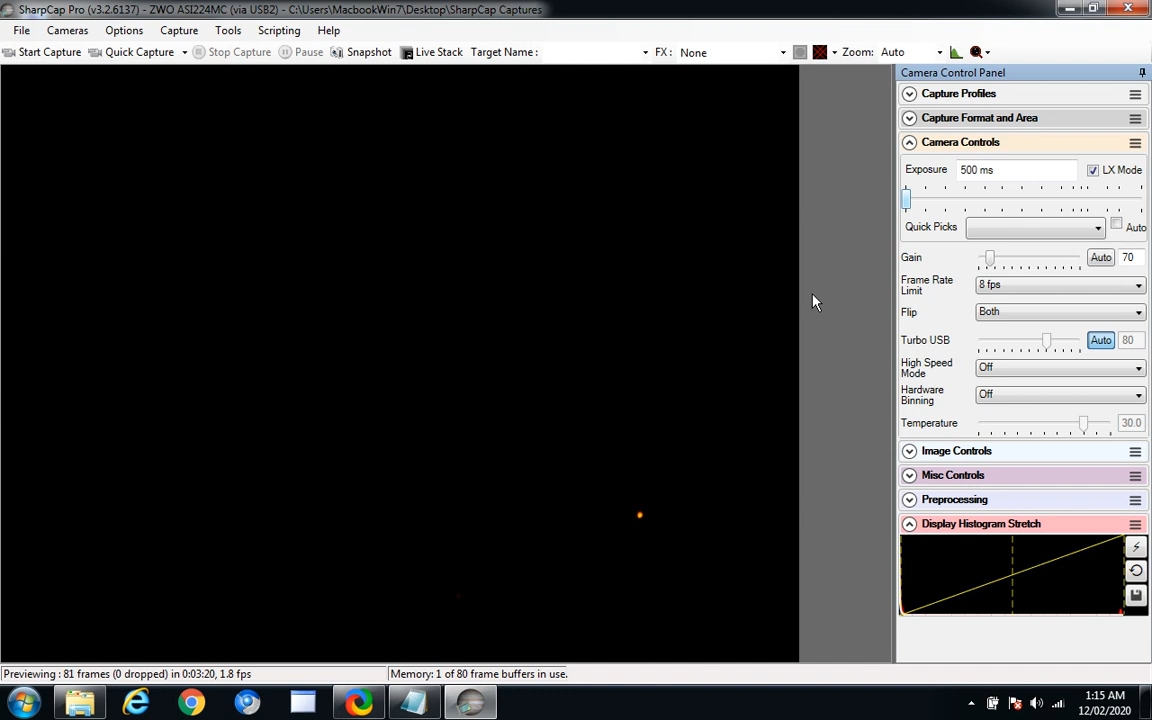 SharpCap Pro (v3.2.6137) - ZWO ASI224MC (via USB2) - C:\Users\MacbookWin7\Desktop\SharpCap Captures
File Cameras Options Capture Tools Scripting Help
Start Capture Quick Capture Stop Capture Pause Snapshot Live Stack Target Name : FX : None Zoom: Auto
Camera Control Panel
Capture Profiles
Capture Format and Area
Camera Controls
Exposure 500 ms LX Mode
Quick Picks Auto
Gain Auto 70
Frame Rate Limit 8 fps
Flip Both
Turbo USB Auto 80
High Speed Mode Off
Hardware Binning Off
Temperature 30.0
Image Controls
Misc Controls
Preprocessing
Display Histogram Stretch
Previewing : 81 frames (0 dropped) in 0:03:20, 1.8 fps Memory: 1 of 80 frame buffers in use.
1:15 AM
12/02/2020